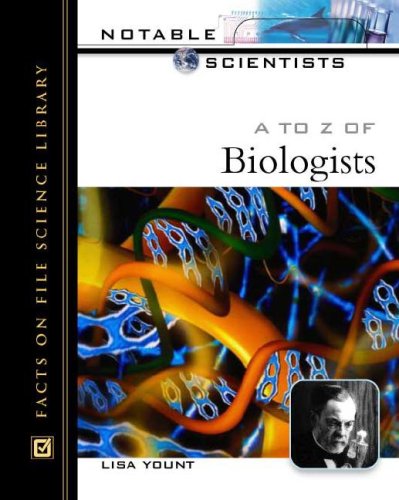 NOTABLE
SCIENTISTS
A TO Z OF
Biologists
LISA YOUNT
FACTS ON FILE SCIENCE LIBRARY